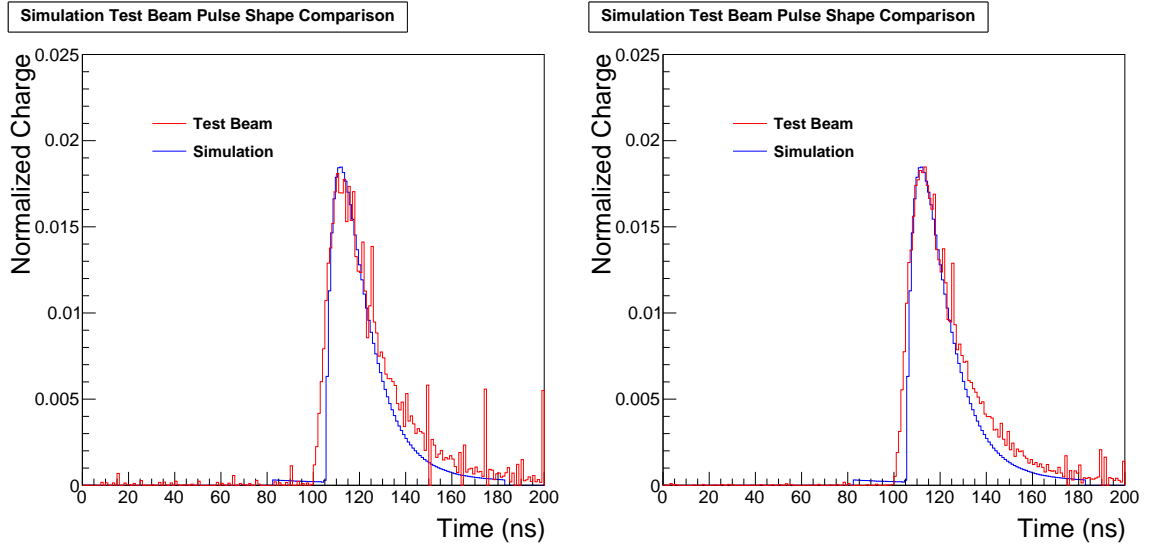 Simulation Test Beam Pulse Shape Comparison
Normalized Charge
0.025
0.02
0.015
0.01
0.005
0
Test Beam
Simulation
0 20 40 60 80 100 120 140 160 180 200
Time (ns)
Simulation Test Beam Pulse Shape Comparison
Normalized Charge
0.025
0.02
0.015
0.01
0.005
0
Test Beam
Simulation
0 20 40 60 80 100 120 140 160 180 200
Time (ns)